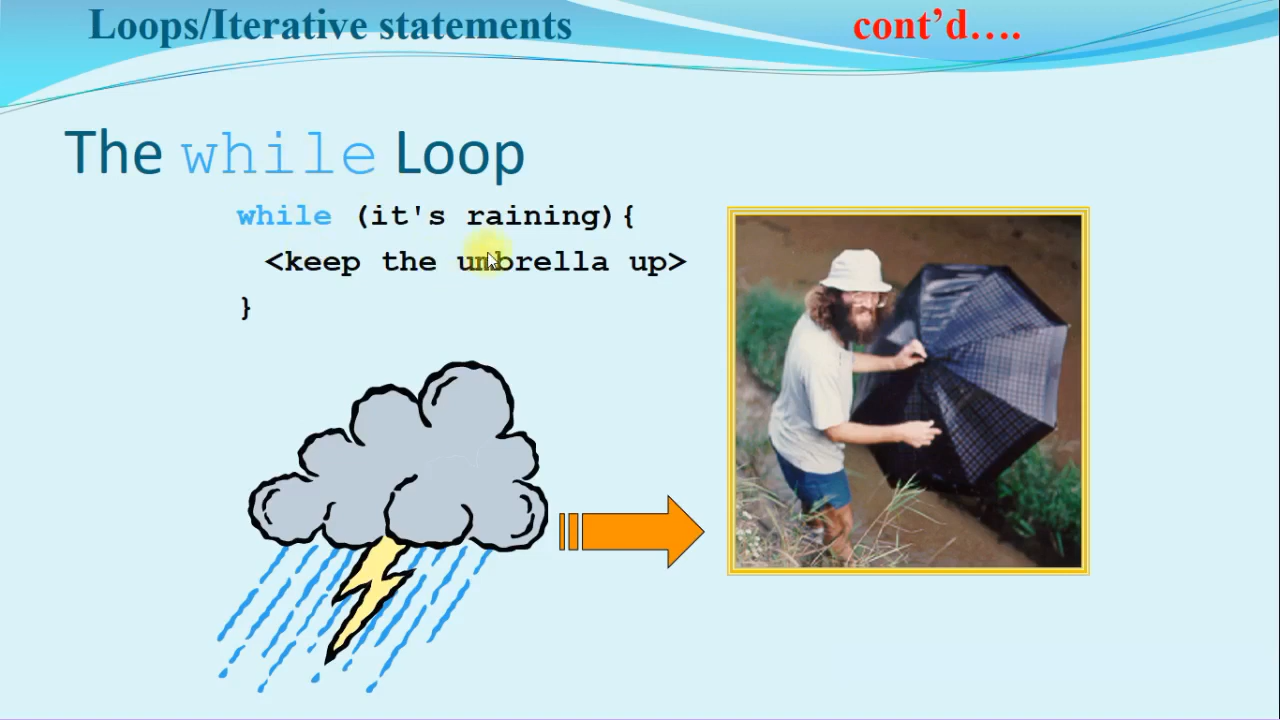 Loops/Iterative statements cont’d….
The while Loop
while (it's raining){
<keep the umbrella up>
}